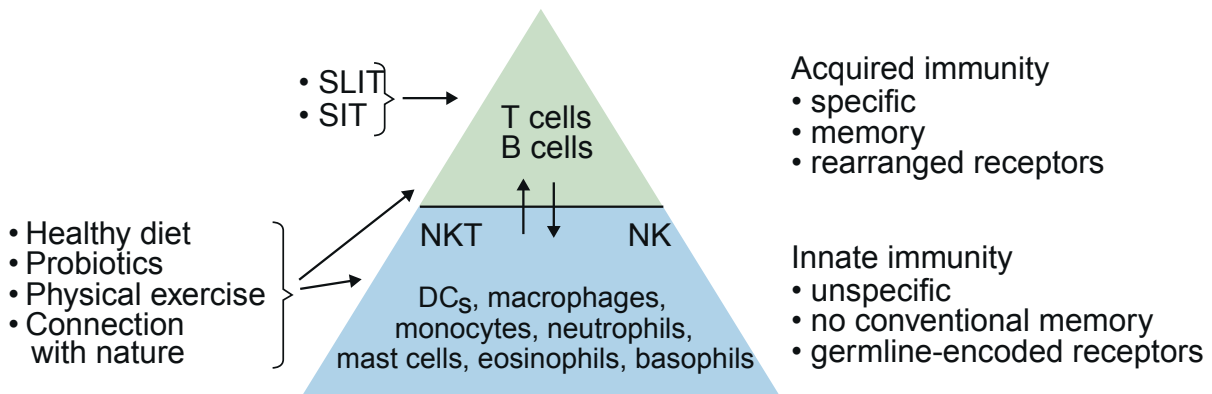 • SLIT
• SIT
• Healthy diet
• Probiotics
• Physical exercise
• Connection
with nature
T cells
B cells
NKT
NK
DCs, macrophages,
monocytes, neutrophils,
mast cells, eosinophils, basophils
Acquired immunity
• specific
• memory
• rearranged receptors
Innate immunity
• unspecific
• no conventional memory
• germline-encoded receptors